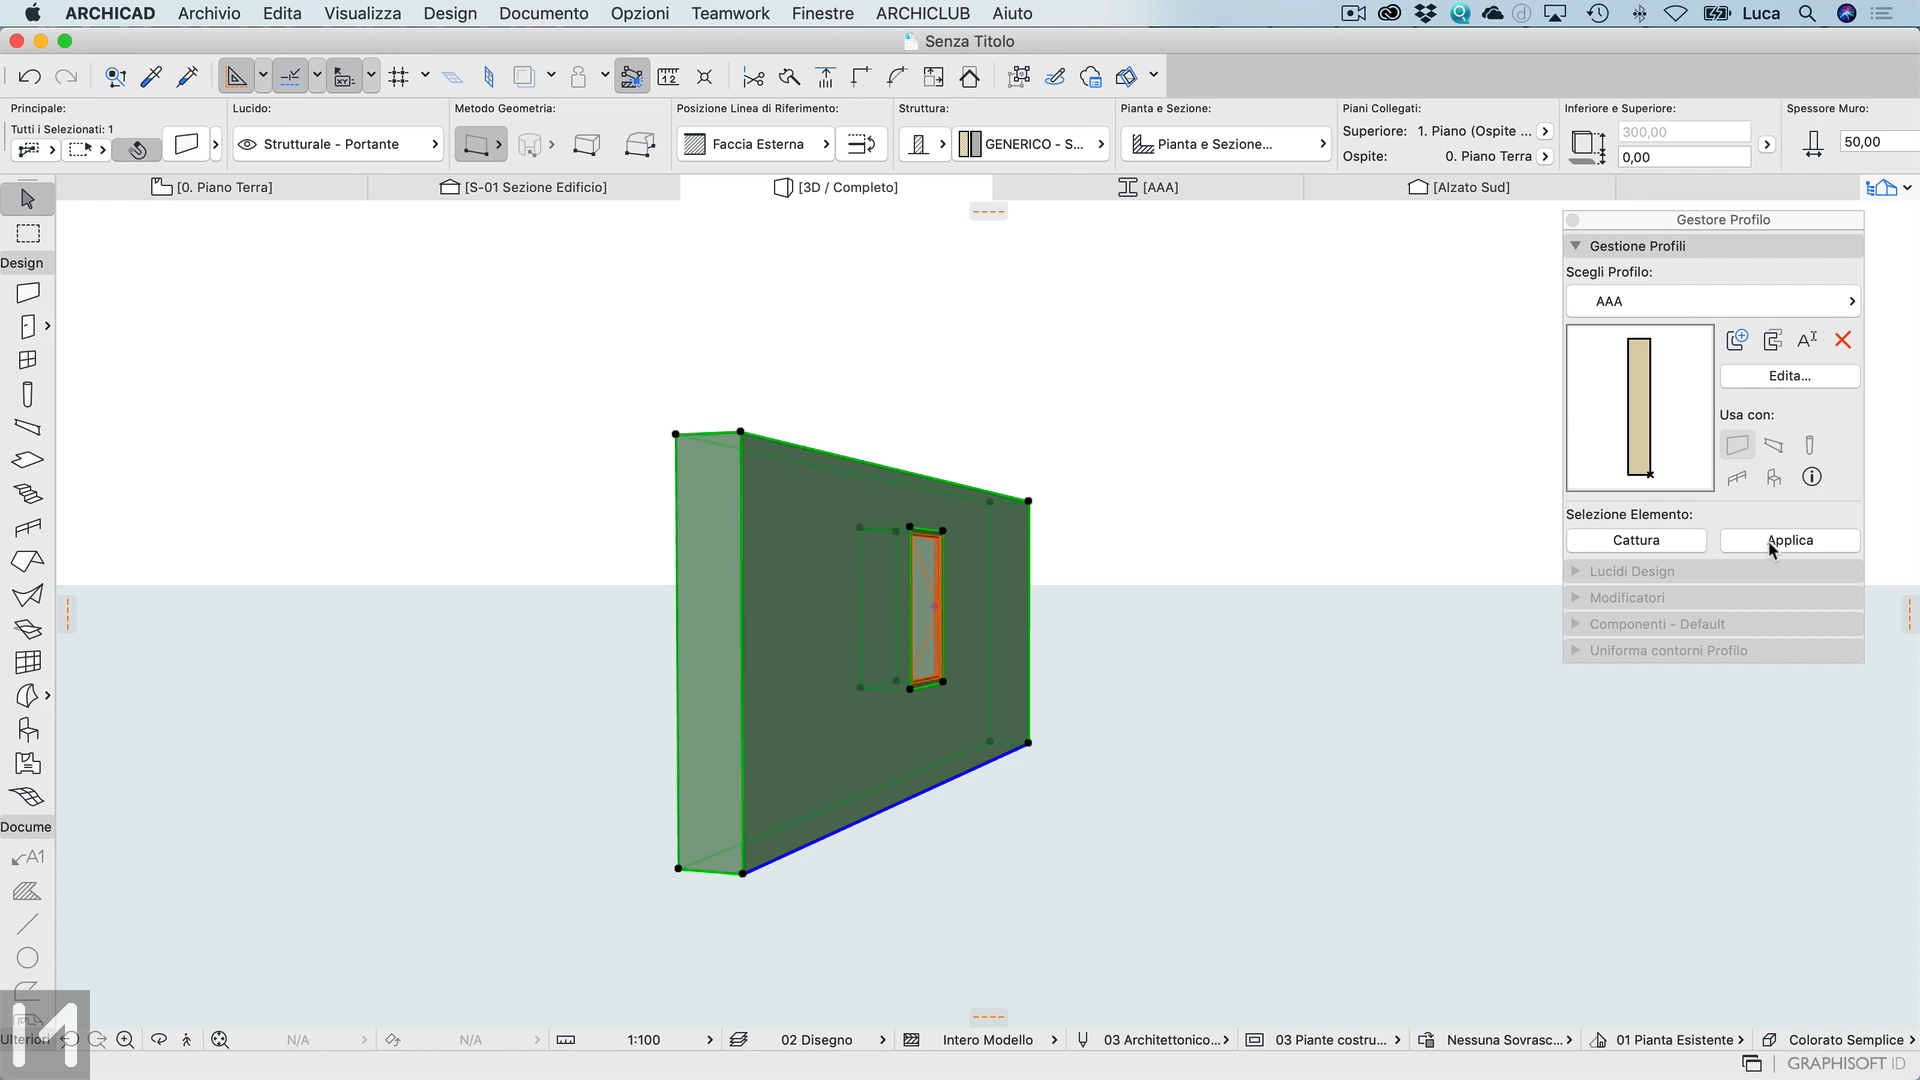 ARCHICAD Archivio Edita Visualizza Design Documento Opzioni Teamwork Finestre ARCHICLUB Aiuto Luca
Senza Titolo
Principale:
Tutti i Selezionati: 1
Lucido:
Strutturale - Portante
Metodo Geometria:
Posizione Linea di Riferimento:
Faccia Esterna
Struttura:
GENERICO - S...
Pianta e Sezione:
Pianta e Sezione...
Piani Collegati:
Superiore: 1. Piano (Ospite ...
Ospite: 0. Piano Terra
Inferiore e Superiore:
300,00
0,00
Spessore Muro:
50,00
[0. Piano Terra] [S-01 Sezione Edificio] [3D / Completo] [AAA] [Alzato Sud]
Design
Docume
A1
Ulteriori
Gestore Profilo
Gestione Profili
Scegli Profilo:
AAA
Edita...
Usa con:
Selezione Elemento:
Cattura Applica
Lucidi Design
Modificatori
Componenti - Default
Uniforma contorni Profilo
N/A N/A 1:100 02 Disegno Intero Modello 03 Architettonico... 03 Piante costru... Nessuna Sovrasc... 01 Pianta Esistente Colorato Semplice
GRAPHISOFT ID